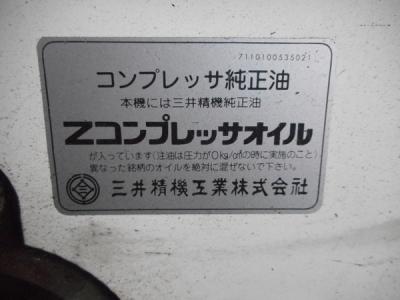 7110100535021
コンプレッサ純正油
本機には三井精機純正油
Zコンプレッサオイル
が入っています(注油は圧力が0kg/c㎡の時に実施のこと)
異なった銘柄のオイルを絶対に混ぜないで下さい。
三井精機工業株式会社